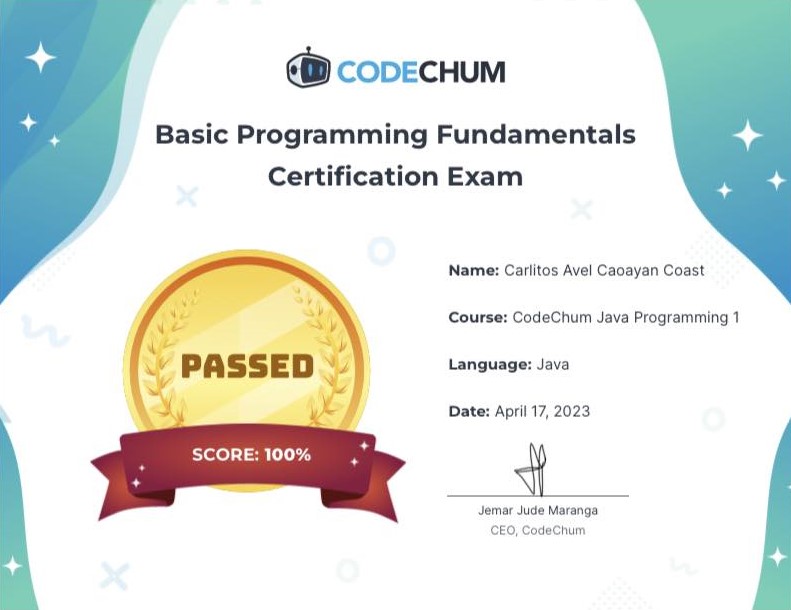 CODECHUM
Basic Programming Fundamentals
Certification Exam
PASSED
SCORE: 100%
Name: Carlitos Avel Caoayan Coast
Course: CodeChum Java Programming 1
Language: Java
Date: April 17, 2023
Jemar Jude Maranga
CEO, CodeChum